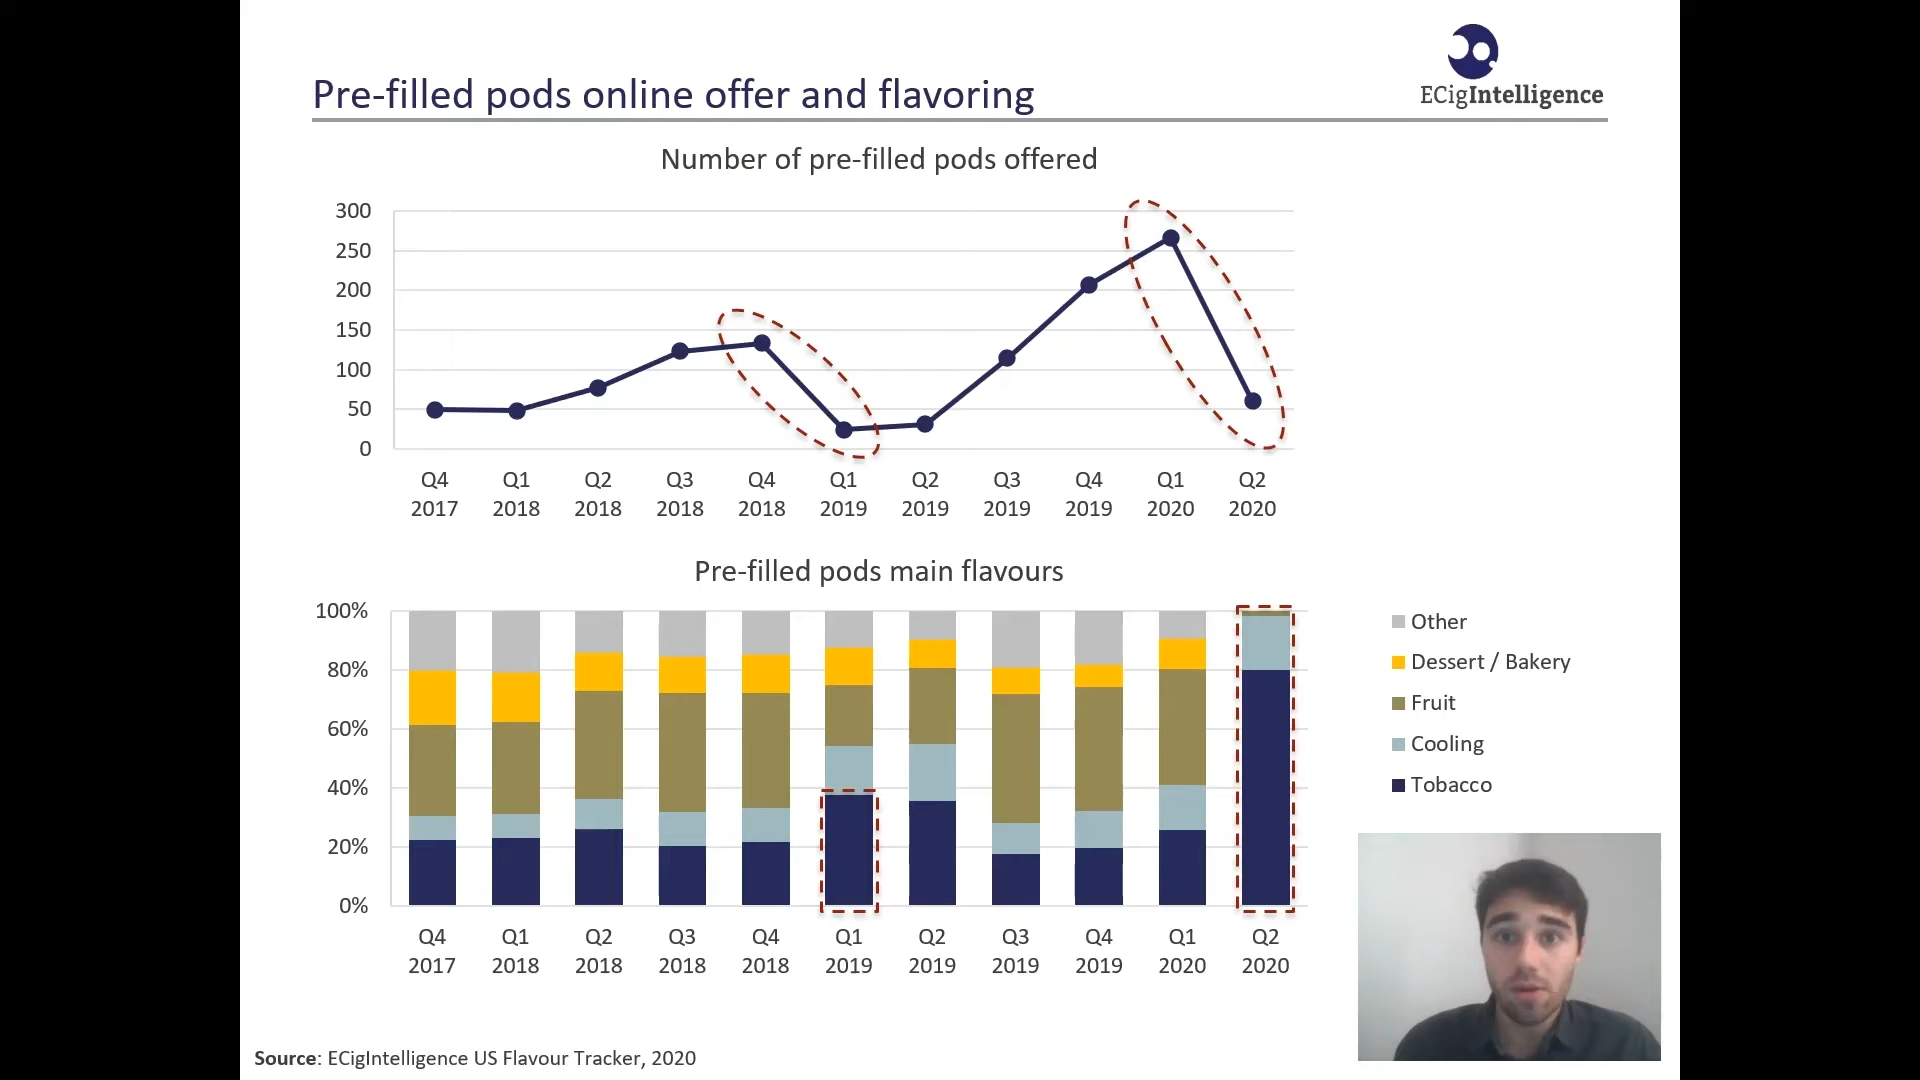 Pre-filled pods online offer and flavoring
ECigIntelligence
Number of pre-filled pods offered
300
250
200
150
100
50
0
Q4 Q1 Q2 Q3 Q4 Q1 Q2 Q3 Q4 Q1 Q2
2017 2018 2018 2018 2018 2019 2019 2019 2019 2020 2020
Pre-filled pods main flavours
100%
80%
60%
40%
20%
0%
Q4 Q1 Q2 Q3 Q4 Q1 Q2 Q3 Q4 Q1 Q2
2017 2018 2018 2018 2018 2019 2019 2019 2019 2020 2020
Other
Dessert / Bakery
Fruit
Cooling
Tobacco
Source: ECigIntelligence US Flavour Tracker, 2020